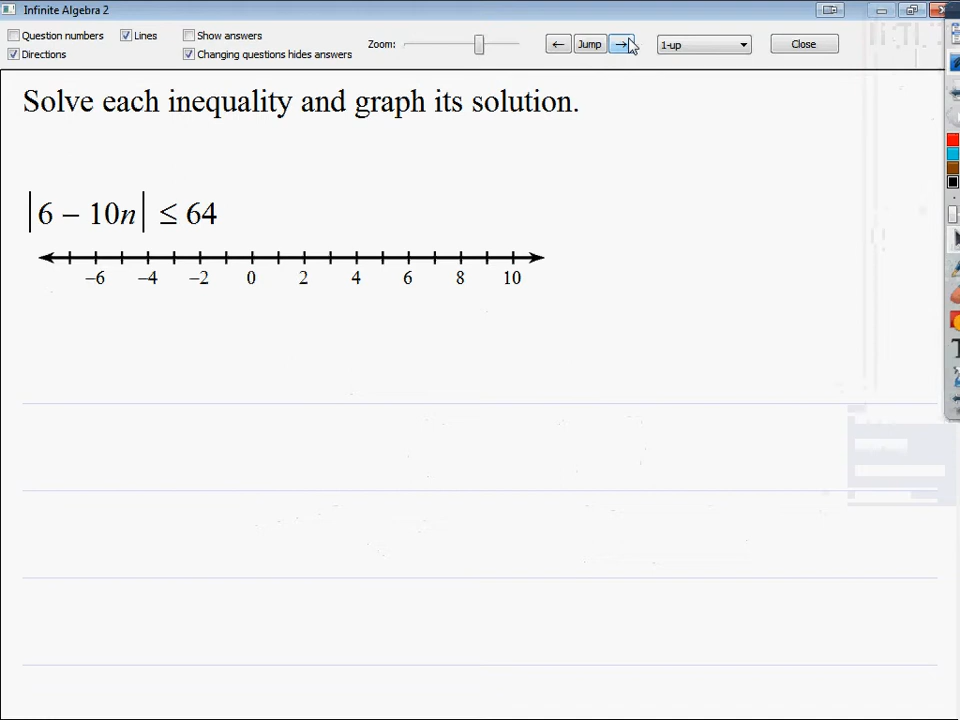 Infinite Algebra 2
Question numbers Lines Show answers
Directions Changing questions hides answers
Zoom: ← Jump → 1-up Close
Solve each inequality and graph its solution.
|6 − 10n| ≤ 64
−6 −4 −2 0 2 4 6 8 10
T